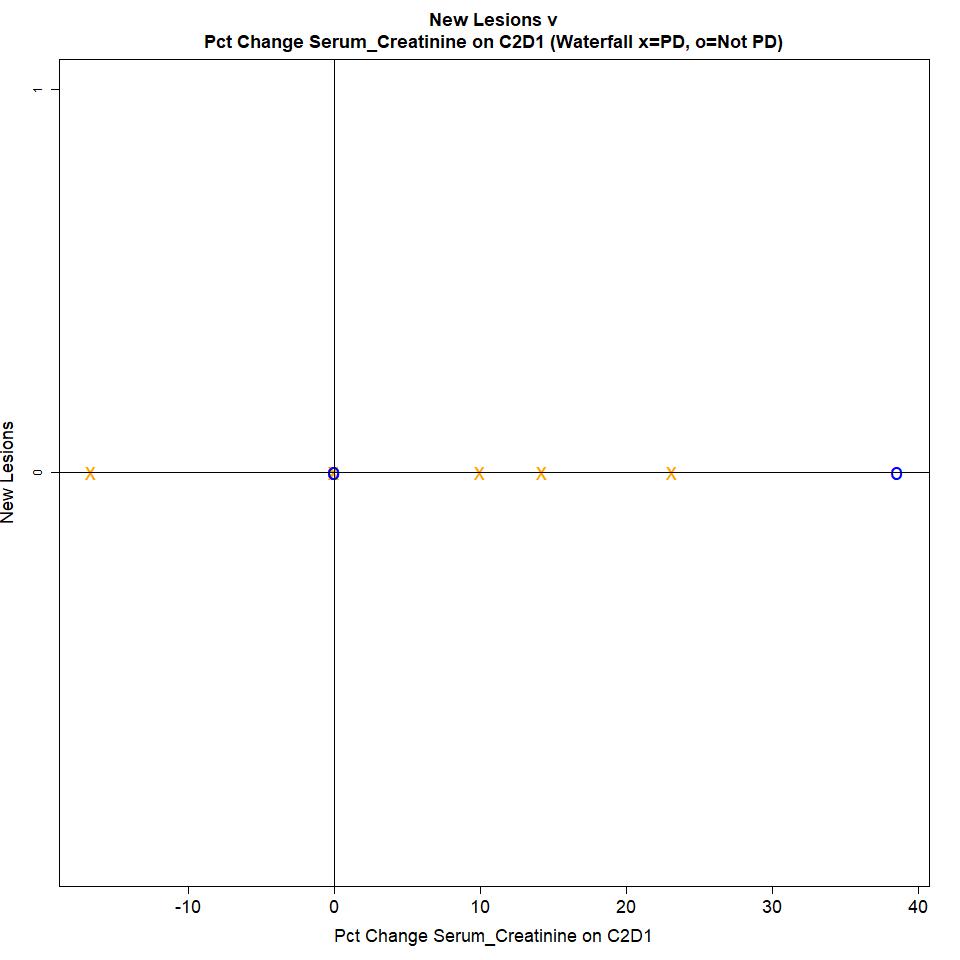 New Lesions v
Pct Change Serum_Creatinine on C2D1 (Waterfall x=PD, o=Not PD)
1
0
New Lesions
x
o
x
x
x
o
-10
0
10
20
30
40
Pct Change Serum_Creatinine on C2D1